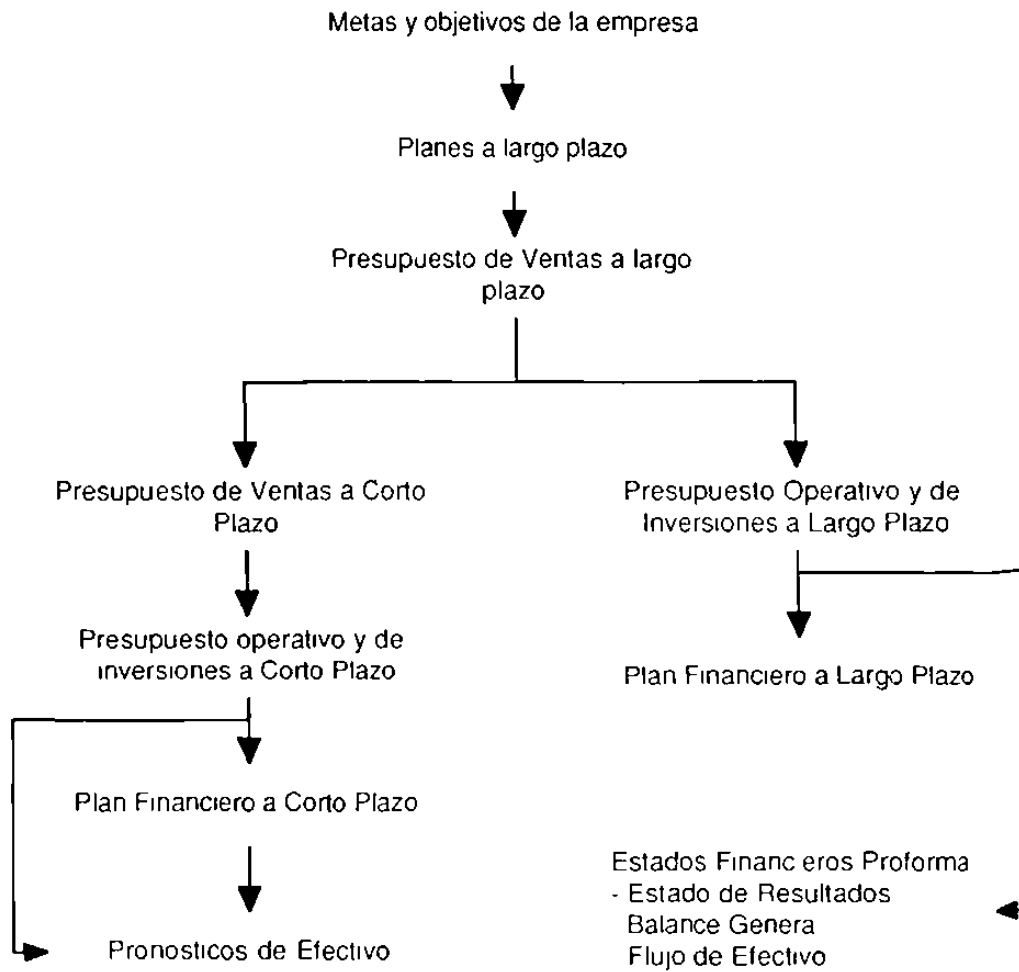 Metas y objetivos de la empresa
Planes a largo plazo
Presupuesto de Ventas a largo
plazo
Presupuesto de Ventas a Corto
Plazo
Presupuesto Operativo y de
Inversiones a Largo Plazo
Presupuesto operativo y de
inversiones a Corto Plazo
Plan Financiero a Largo Plazo
Plan Financiero a Corto Plazo
Estados Financ eros Proforma
- Estado de Resultados
Balance Genera
Flujo de Efectivo
Pronosticos de Efectivo